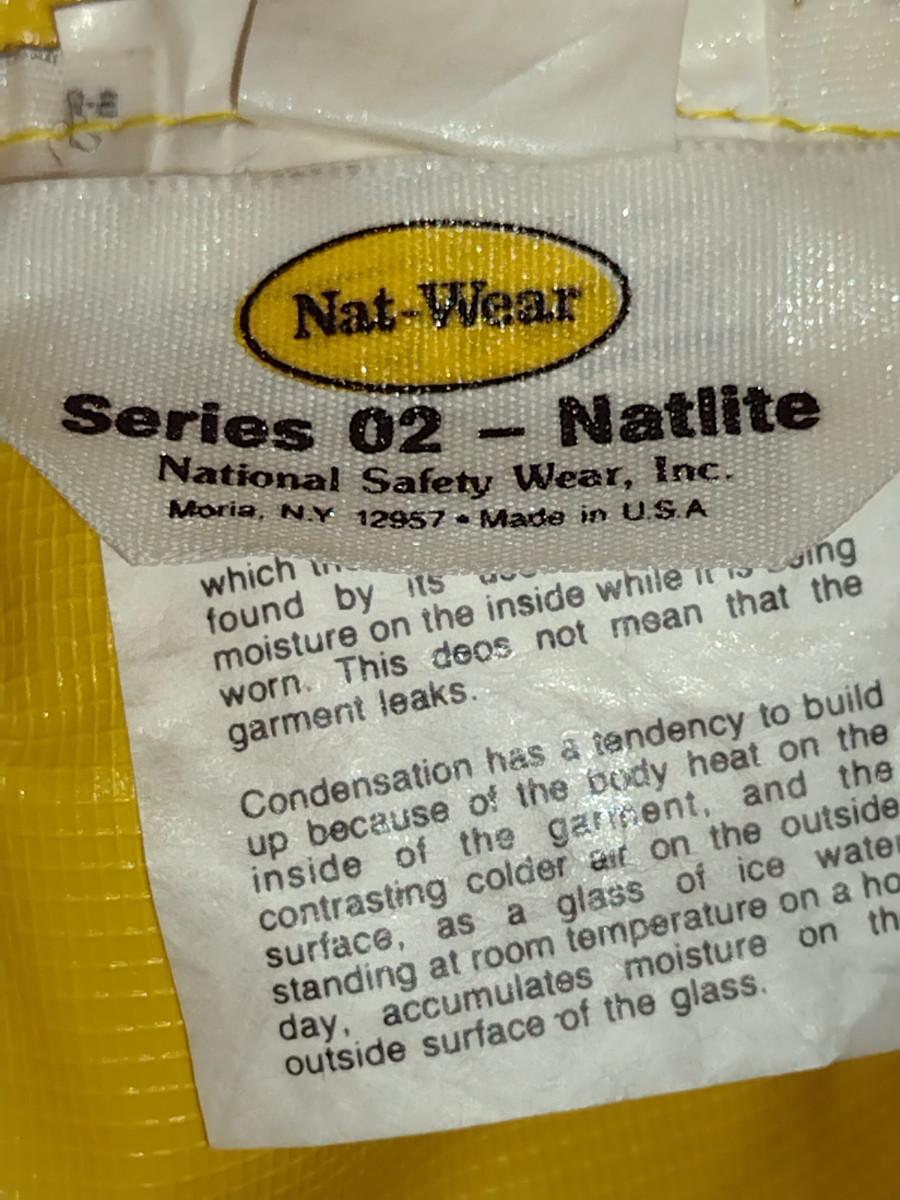 Nat-Wear
Series 02 – Natlite
National Safety Wear, Inc.
Moria, N.Y 12957 • Made in U.S.A
which
found by its
moisture on the inside while it is being
worn. This deos not mean that the
garment leaks.
Condensation has a tendency to build
up because of the body heat on the
inside of the garment, and the
contrasting colder air on the outside
surface, as a glass of ice water
standing at room temperature on a ho
day, accumulates moisture on th
outside surface of the glass.